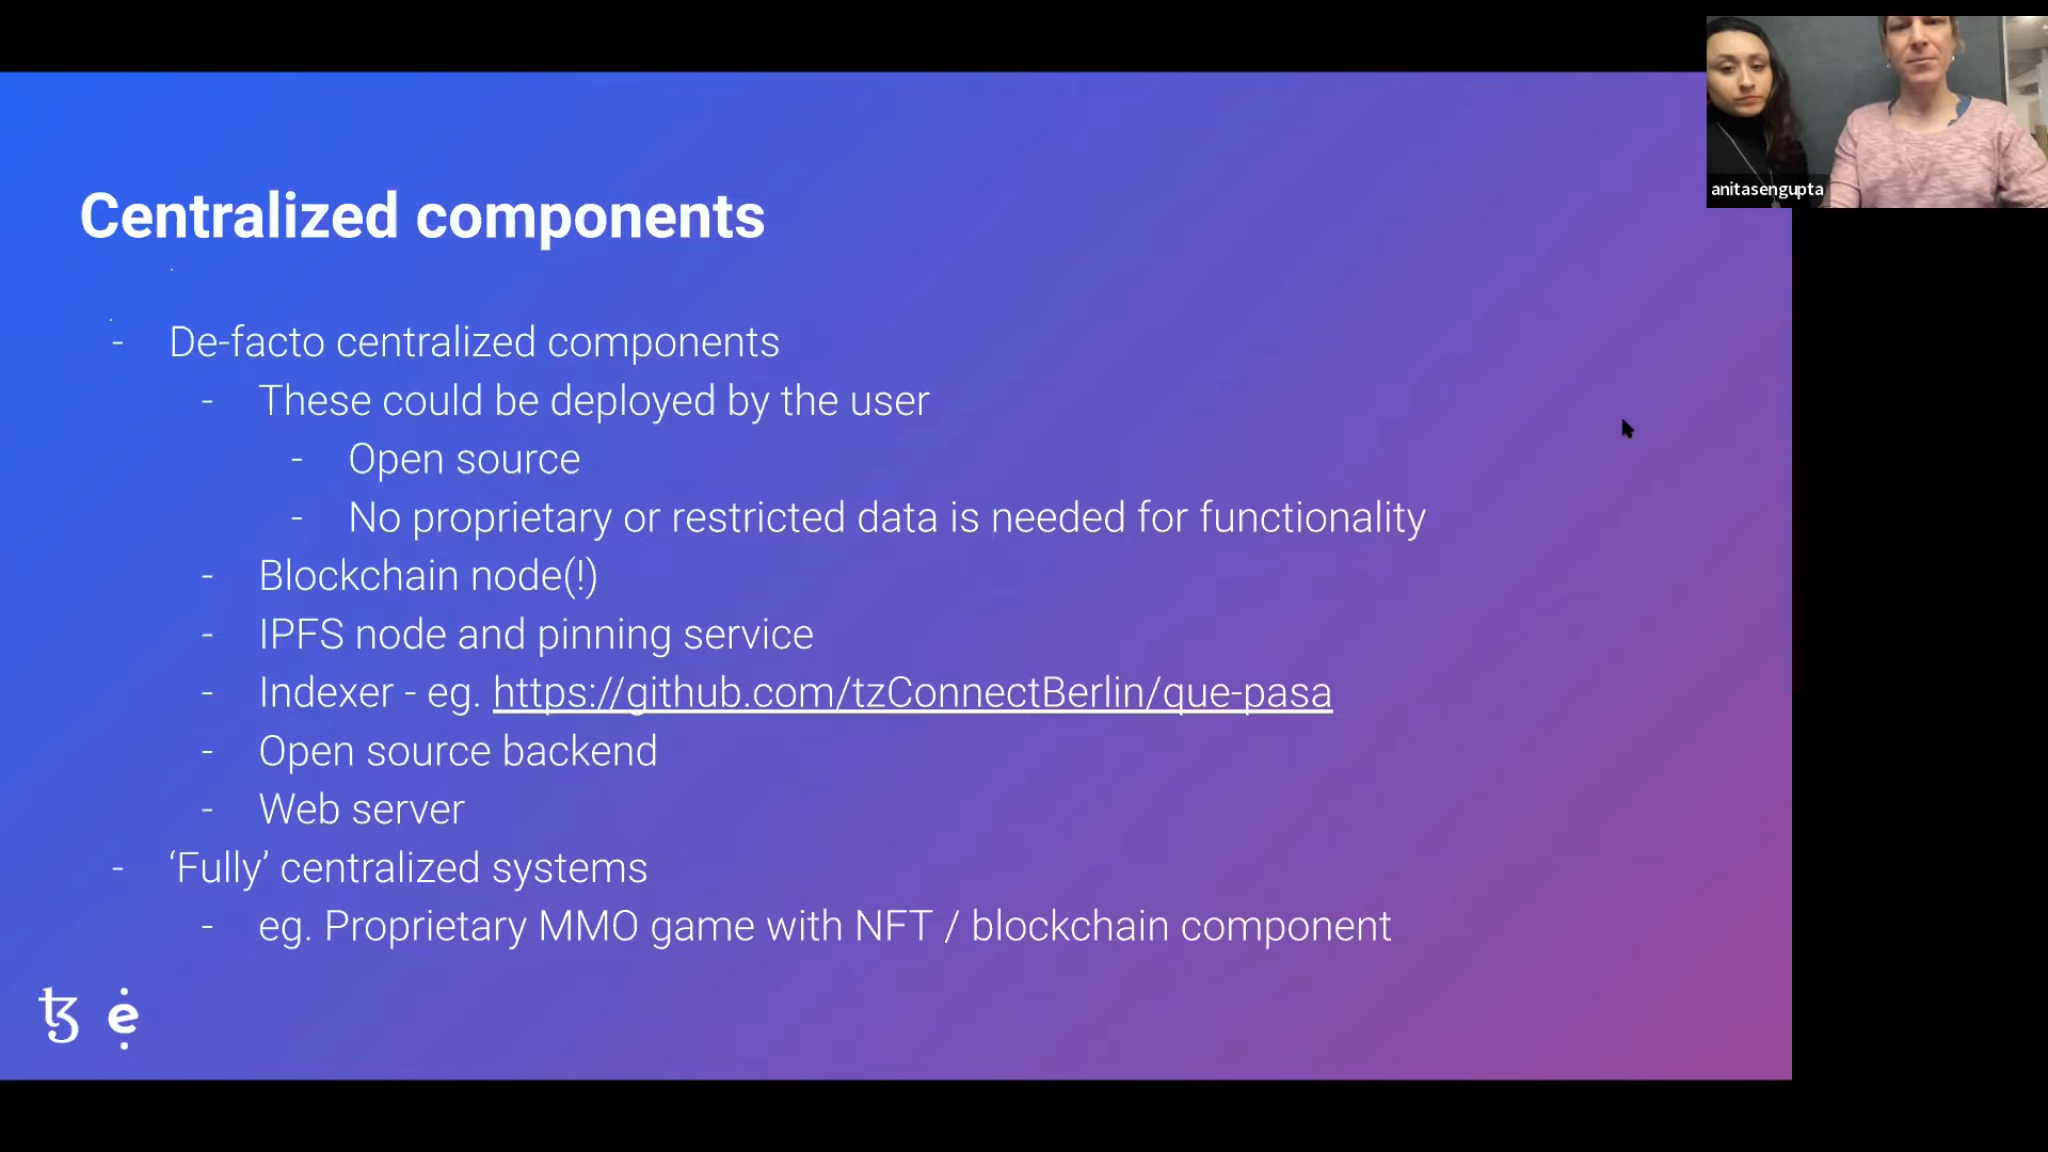 anitasengupta
Centralized components
- De-facto centralized components
- These could be deployed by the user
- Open source
- No proprietary or restricted data is needed for functionality
- Blockchain node(!)
- IPFS node and pinning service
- Indexer - eg. https://github.com/tzConnectBerlin/que-pasa
- Open source backend
- Web server
- ‘Fully’ centralized systems
- eg. Proprietary MMO game with NFT / blockchain component